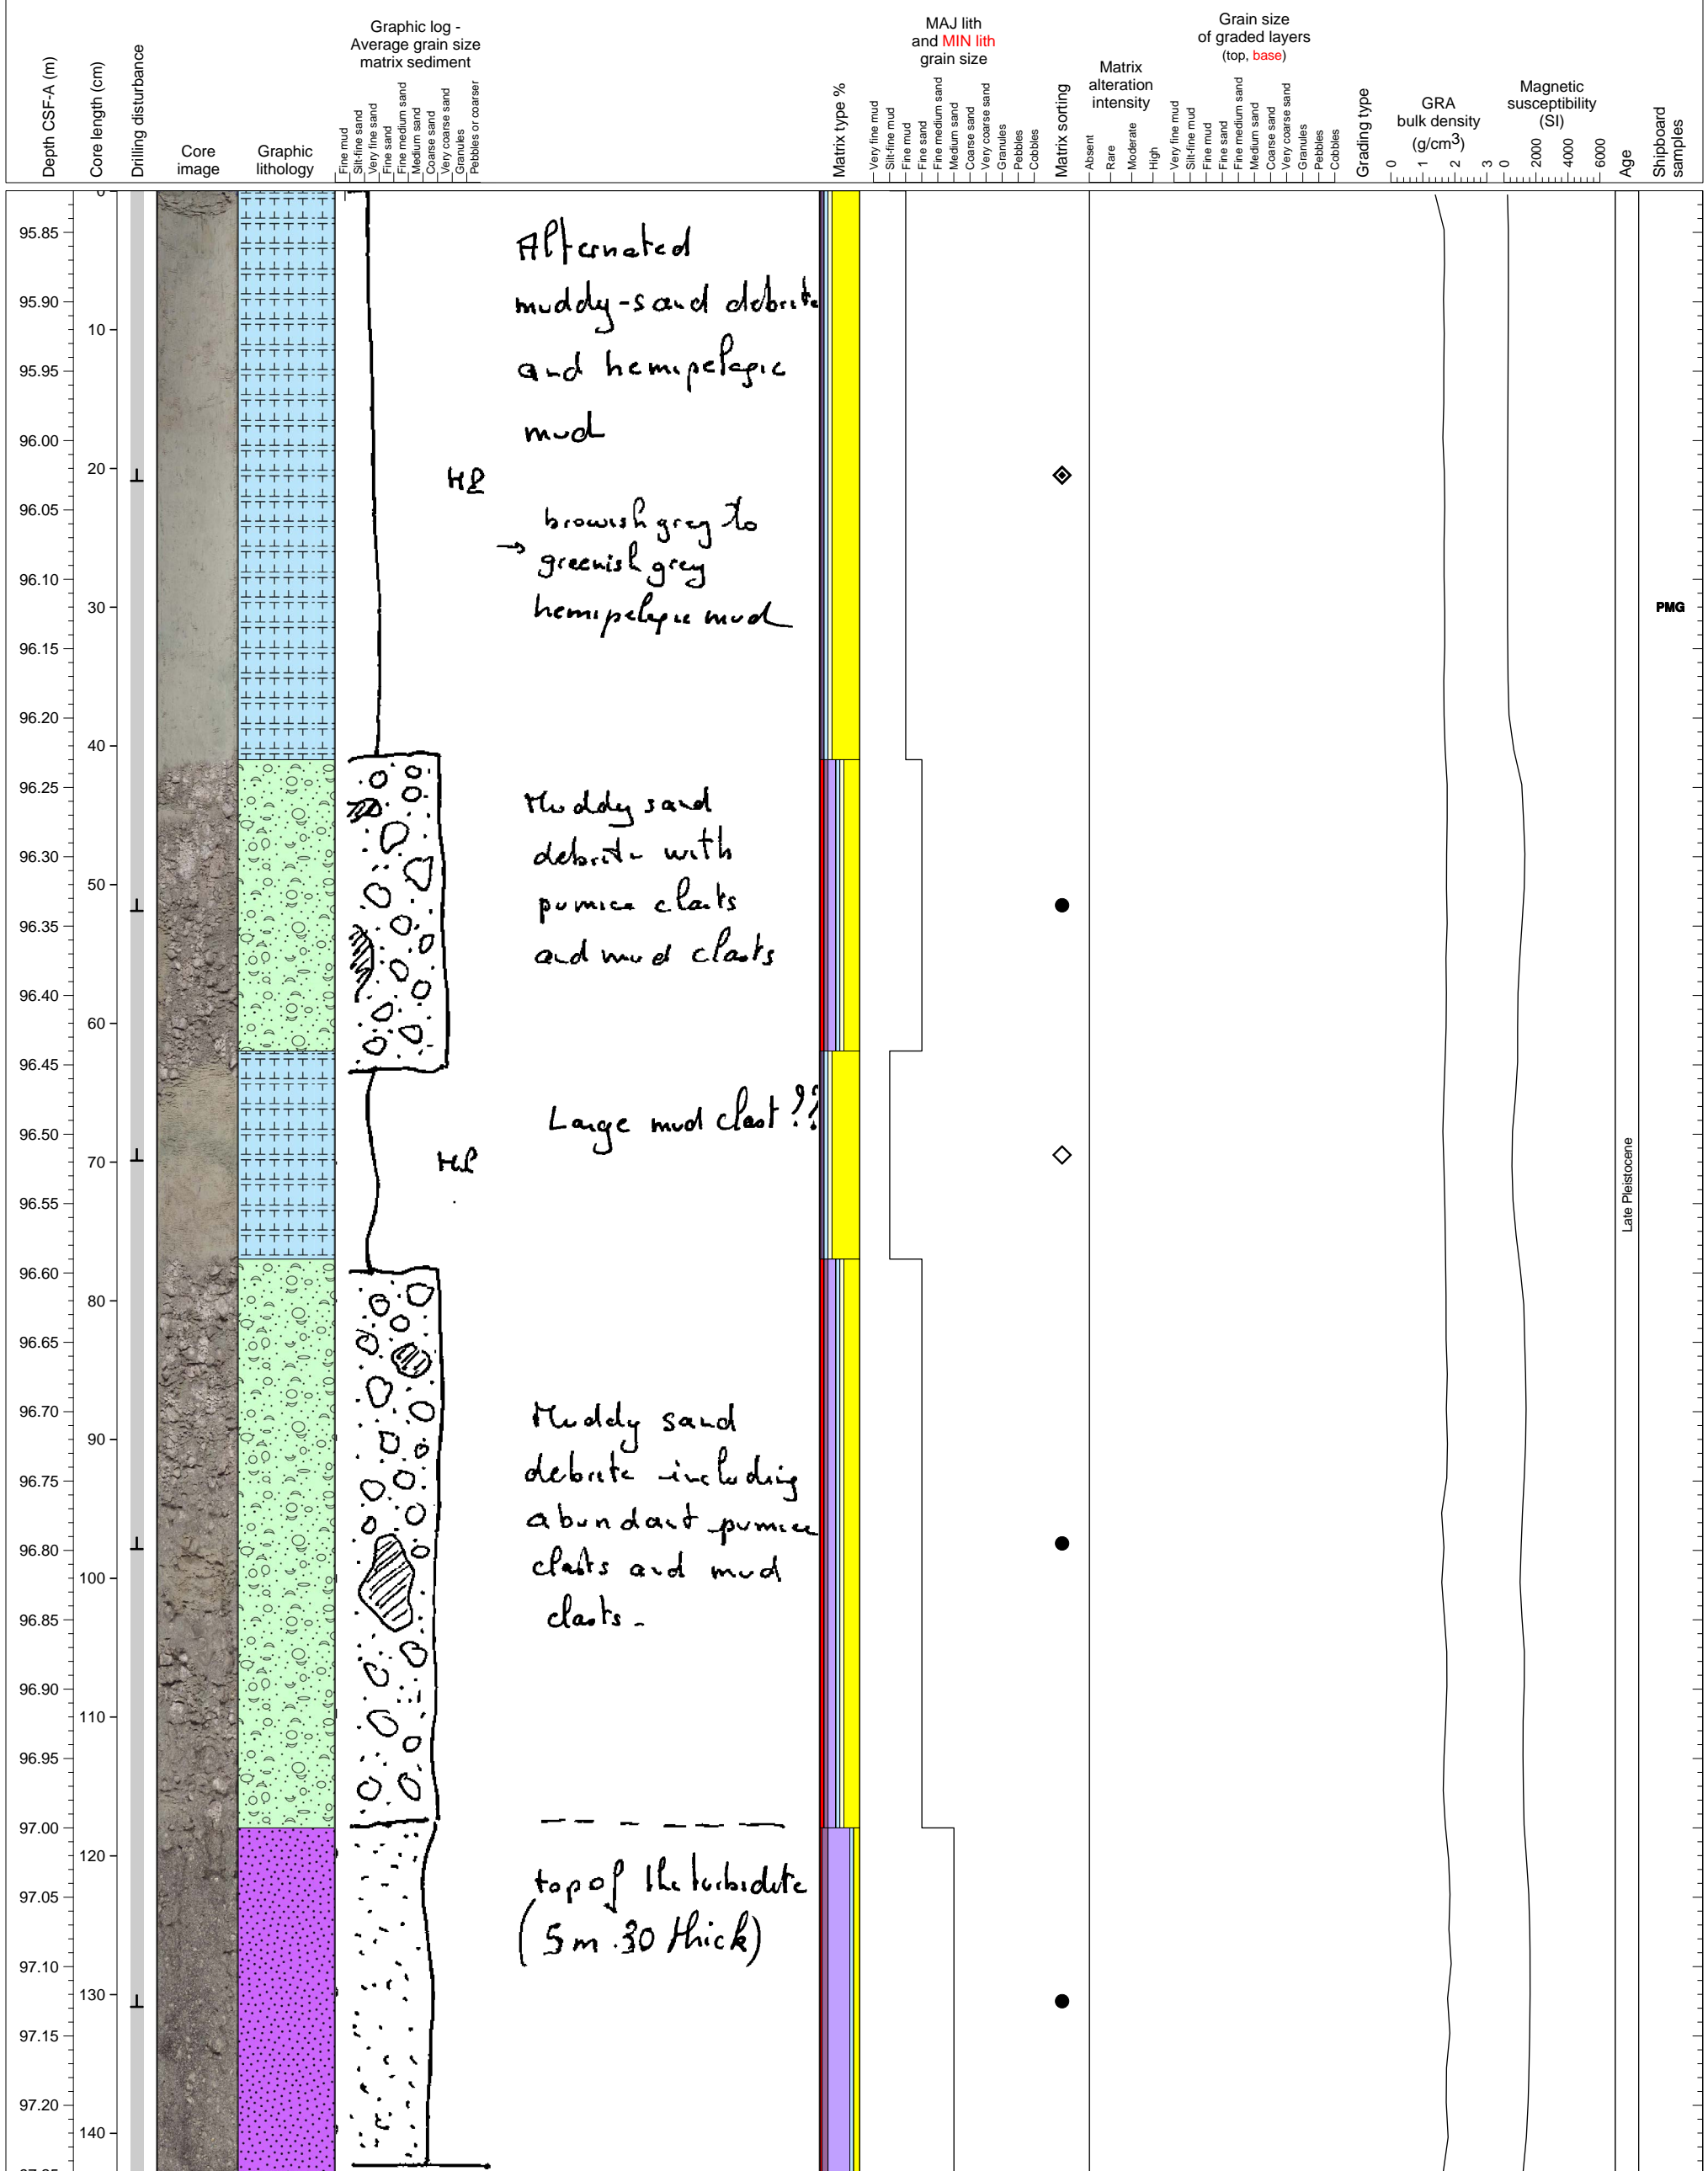 Depth CSF-A (m)
Core length (cm)
Drilling disturbance
Core
image
Graphic
lithology
Graphic log -
Average grain size
matrix sediment
Fine mud
Silt-fine sand
Very fine sand
Fine sand
Fine medium sand
Medium sand
Coarse sand
Very coarse sand
Granules
Pebbles or coarser
Matrix type %
MAJ lith
and MIN lith
grain size
Very fine mud
Silt-fine mud
Fine mud
Fine sand
Fine medium sand
Medium sand
Coarse sand
Very coarse sand
Granules
Pebbles
Cobbles
Matrix sorting
Matrix
alteration
intensity
Absent
Rare
Moderate
High
Grain size
of graded layers
(top, base)
Very fine mud
Silt-fine mud
Fine mud
Fine sand
Fine medium sand
Medium sand
Coarse sand
Very coarse sand
Granules
Pebbles
Cobbles
Grading type
GRA
bulk density
(g/cm3)
0 1 2 3
Magnetic
susceptibility
(SI)
0 2000 4000 6000
Age
Shipboard
samples
95.85
95.90
95.95
96.00
96.05
96.10
96.15
96.20
96.25
96.30
96.35
96.40
96.45
96.50
96.55
96.60
96.65
96.70
96.75
96.80
96.85
96.90
96.95
97.00
97.05
97.10
97.15
97.20
0
10
20
30
40
50
60
70
80
90
100
110
120
130
140
Alternated
muddy-sand debrite
and hemipelagic
mud
HP
browish grey to
→ greenish grey
hemipelagic mud
Muddy sand
debrite with
pumice clasts
and mud clasts
Large mud clast !?
HP
Muddy sand
debrite including
abundant pumice
clasts and mud
clasts -
top of the turbidite
(5 m .30 thick)
Late Pleistocene
PMG